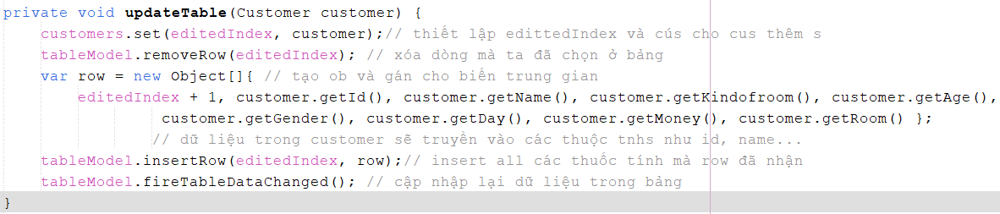 private void updateTable(Customer customer) {
customers.set(editedIndex, customer);// thiết lập edittedIndex và cús cho cus thêm s
tableModel.removeRow(editedIndex); // xóa dòng mà ta đã chọn ở bảng
var row = new Object[]{ // tạo ob và gán cho biến trung gian
editedIndex + 1, customer.getId(), customer.getName(), customer.getKindofroom(), customer.getAge(),
customer.getGender(), customer.getDay(), customer.getMoney(), customer.getRoom() };
// dữ liệu trong customer sẽ truyền vào các thuộc tnhs như id, name...
tableModel.insertRow(editedIndex, row);// insert all các thuốc tính mà row đã nhận
tableModel.fireTableDataChanged(); // cập nhập lại dữ liệu trong bảng
}